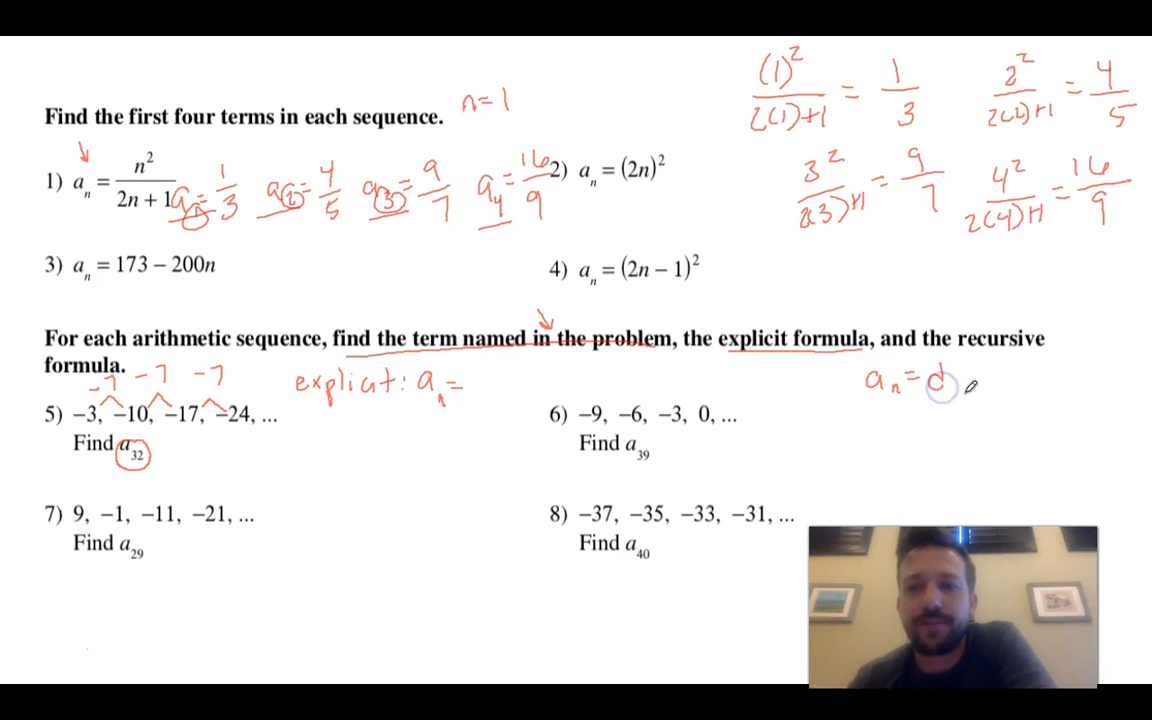 (1)² / 2(1)+1 = 1/3    2² / 2(2)+1 = 4/5
Find the first four terms in each sequence. n=1
1) aₙ = n² / 2n + 1    a₁ = 1/3    a(2) = 4/5    a(3) = 9/7    a₄ = 16/9    2) aₙ = (2n)²    3² / 2(3)+1 = 9/7    4² / 2(4)+1 = 16/9
3) aₙ = 173 – 200n    4) aₙ = (2n – 1)²
For each arithmetic sequence, find the term named in the problem, the explicit formula, and the recursive
formula.
-7 -7 -7    explicit: aₙ =    aₙ = d
5) –3, –10, –17, –24, ...    6) –9, –6, –3, 0, ...
Find a₃₂    Find a₃₉
7) 9, –1, –11, –21, ...    8) –37, –35, –33, –31, ...
Find a₂₉    Find a₄₀